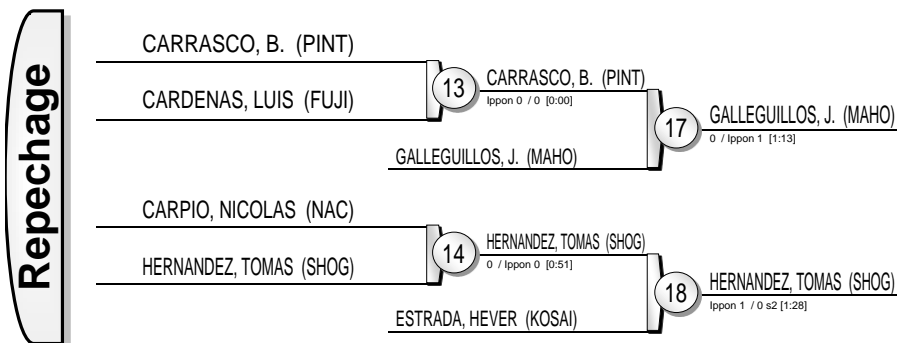 Repechage
CARRASCO, B. (PINT)
CARDENAS, LUIS (FUJI)
13
CARRASCO, B. (PINT)
Ippon 0 / 0 [0:00]
GALLEGUILLOS, J. (MAHO)
17
GALLEGUILLOS, J. (MAHO)
0 / Ippon 1 [1:13]
CARPIO, NICOLAS (NAC)
HERNANDEZ, TOMAS (SHOG)
14
HERNANDEZ, TOMAS (SHOG)
0 / Ippon 0 [0:51]
ESTRADA, HEVER (KOSAI)
18
HERNANDEZ, TOMAS (SHOG)
Ippon 1 / 0 s2 [1:28]